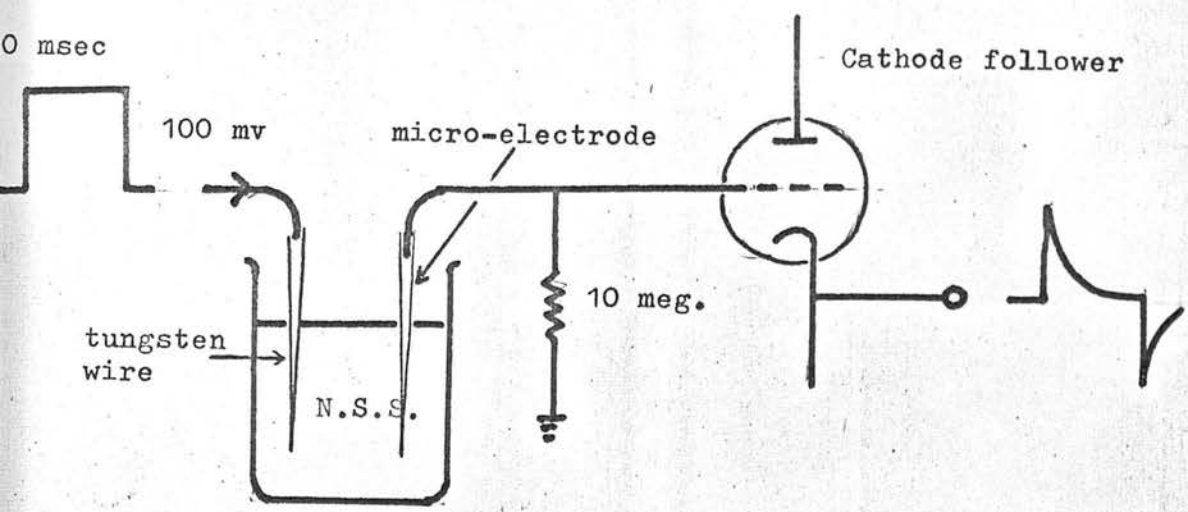 0 msec
Cathode follower
100 mv
micro-electrode
10 meg.
tungsten
wire
N.S.S.